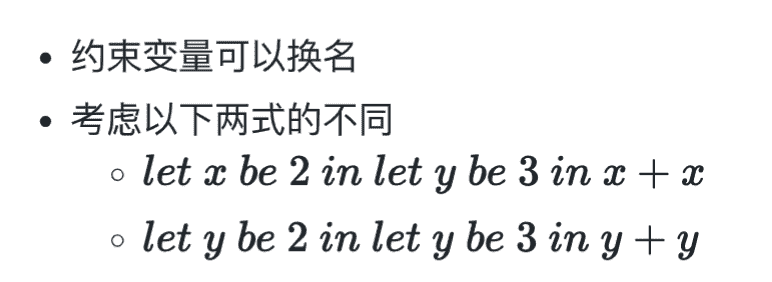 约束变量可以换名
考虑以下两式的不同
let x be 2 in let y be 3 in x + x
let y be 2 in let y be 3 in y + y